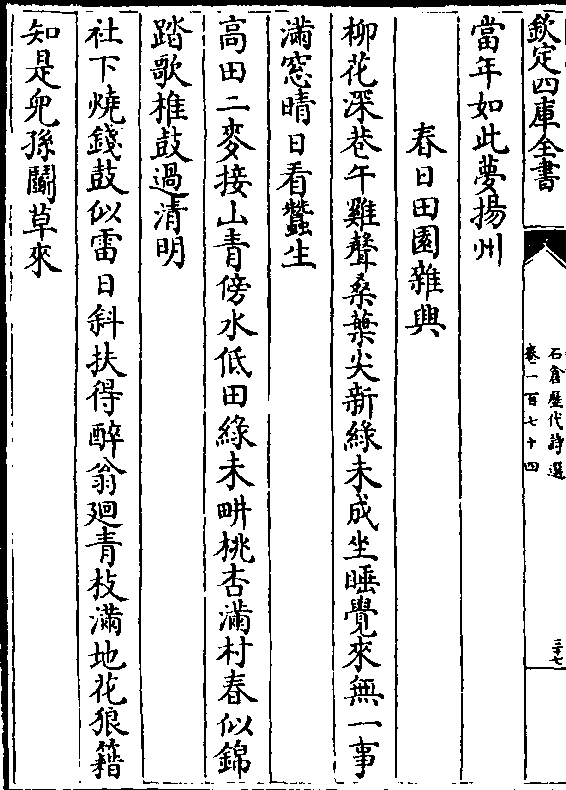 欽定四庫全書
石倉歷代詩選
卷一百七十四
三十七
當年如此夢揚州
春日田園雜興
柳花深巷午雞聲桑葉尖新綠未成坐睡覺來無一事
滿窓晴日看蠶生
高田二麥接山青傍水低田綠未畊桃杏滿村春似錦
踏歌椎鼓過清明
社下燒錢鼓似雷日斜扶得醉翁廻青枝滿地花狼籍
知是兒孫鬭草來